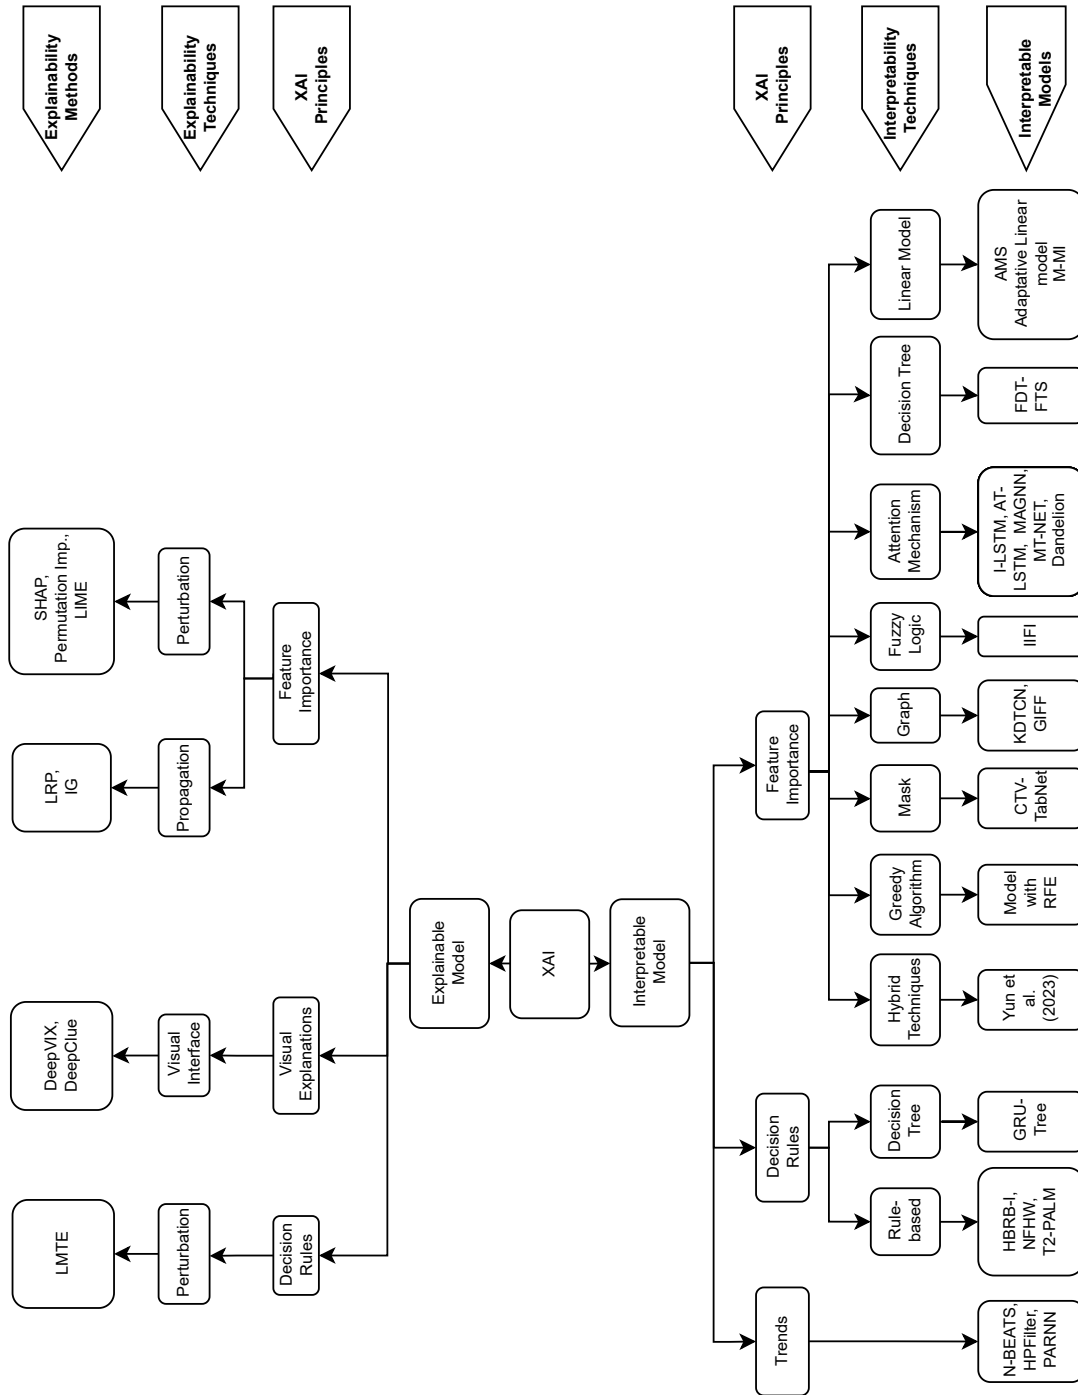 Explainability
Methods
Explainability
Techniques
XAI
Principles
XAI
Principles
Interpretability
Techniques
Interpretable
Models
LMTE
Perturbation
Decision
Rules
DeepVIX,
DeepClue
Visual
Interface
Visual
Explanations
LRP,
IG
Propagation
SHAP,
Permutation Imp.,
LIME
Perturbation
Feature
Importance
Explainable
Model
XAI
Interpretable
Model
Trends
N-BEATS,
HPFilter,
PARNN
Decision
Rules
Rule-
based
HBRB-I,
NFHW,
T2-PALM
Decision
Tree
GRU-
Tree
Feature
Importance
Hybrid
Techniques
Yun et
al.
(2023)
Greedy
Algorithm
Model
with
RFE
Mask
CTV-
TabNet
Graph
KDTCN,
GIFF
Fuzzy
Logic
IIFI
Attention
Mechanism
I-LSTM, AT-
LSTM, MAGNN,
MT-NET,
Dandelion
Decision Tree
FDT-
FTS
Linear Model
AMS
Adaptative Linear
model
M-MI